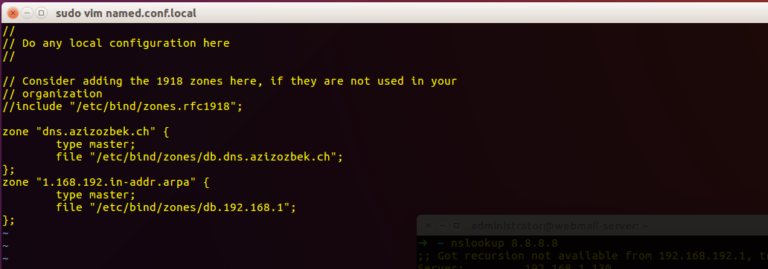 sudo vim named.conf.local
//
// Do any local configuration here
//
// Consider adding the 1918 zones here, if they are not used in your
// organization
//include "/etc/bind/zones.rfc1918";
zone "dns.azizozbek.ch" {
type master;
file "/etc/bind/zones/db.dns.azizozbek.ch";
};
zone "1.168.192.in-addr.arpa" {
type master;
file "/etc/bind/zones/db.192.168.1";
};
~
~
~
administrator@webmail-server: ~
➜ ~ nslookup 8.8.8.8
;; Got recursion not available from 192.168.192.1, t
Server: 192.168.1.130